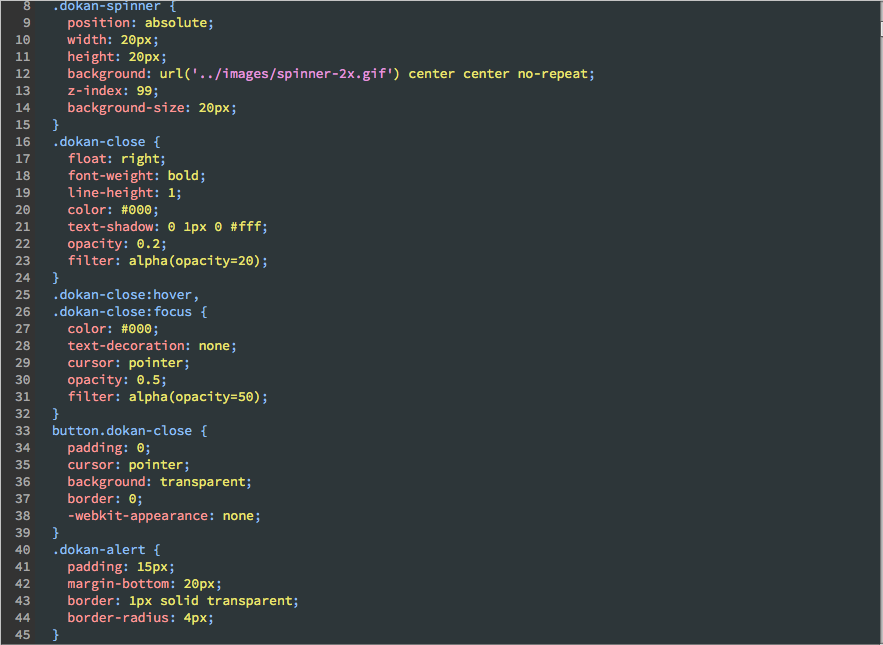 8 .dokan-spinner {
9 position: absolute;
10 width: 20px;
11 height: 20px;
12 background: url('../images/spinner-2x.gif') center center no-repeat;
13 z-index: 99;
14 background-size: 20px;
15 }
16 .dokan-close {
17 float: right;
18 font-weight: bold;
19 line-height: 1;
20 color: #000;
21 text-shadow: 0 1px 0 #fff;
22 opacity: 0.2;
23 filter: alpha(opacity=20);
24 }
25 .dokan-close:hover,
26 .dokan-close:focus {
27 color: #000;
28 text-decoration: none;
29 cursor: pointer;
30 opacity: 0.5;
31 filter: alpha(opacity=50);
32 }
33 button.dokan-close {
34 padding: 0;
35 cursor: pointer;
36 background: transparent;
37 border: 0;
38 -webkit-appearance: none;
39 }
40 .dokan-alert {
41 padding: 15px;
42 margin-bottom: 20px;
43 border: 1px solid transparent;
44 border-radius: 4px;
45 }